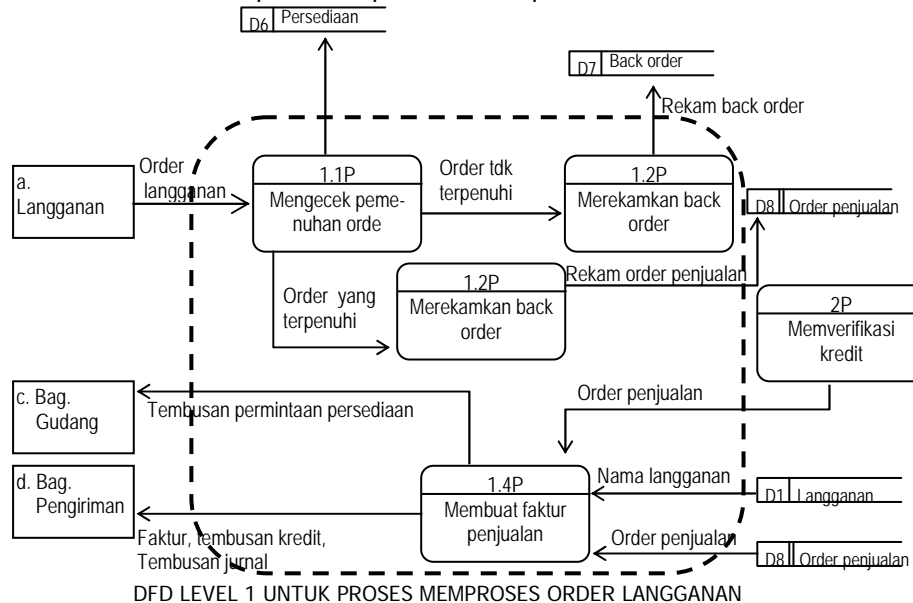 D6 Persediaan
D7 Back order
Rekam back order
a.
Langganan
Order
langganan
1.1P
Mengecek peme-
nuhan orde
Order tdk
terpenuhi
1.2P
Merekamkan back
order
D8 Order penjualan
Order yang
terpenuhi
1.2P
Merekamkan back
order
Rekam order penjualan
2P
Memverifikasi
kredit
c. Bag.
Gudang
Tembusan permintaan persediaan
Order penjualan
d. Bag.
Pengiriman
1.4P
Membuat faktur
penjualan
Nama langganan
D1 Langganan
Faktur, tembusan kredit,
Tembusan jurnal
Order penjualan
D8 Order penjualan
DFD LEVEL 1 UNTUK PROSES MEMPROSES ORDER LANGGANAN